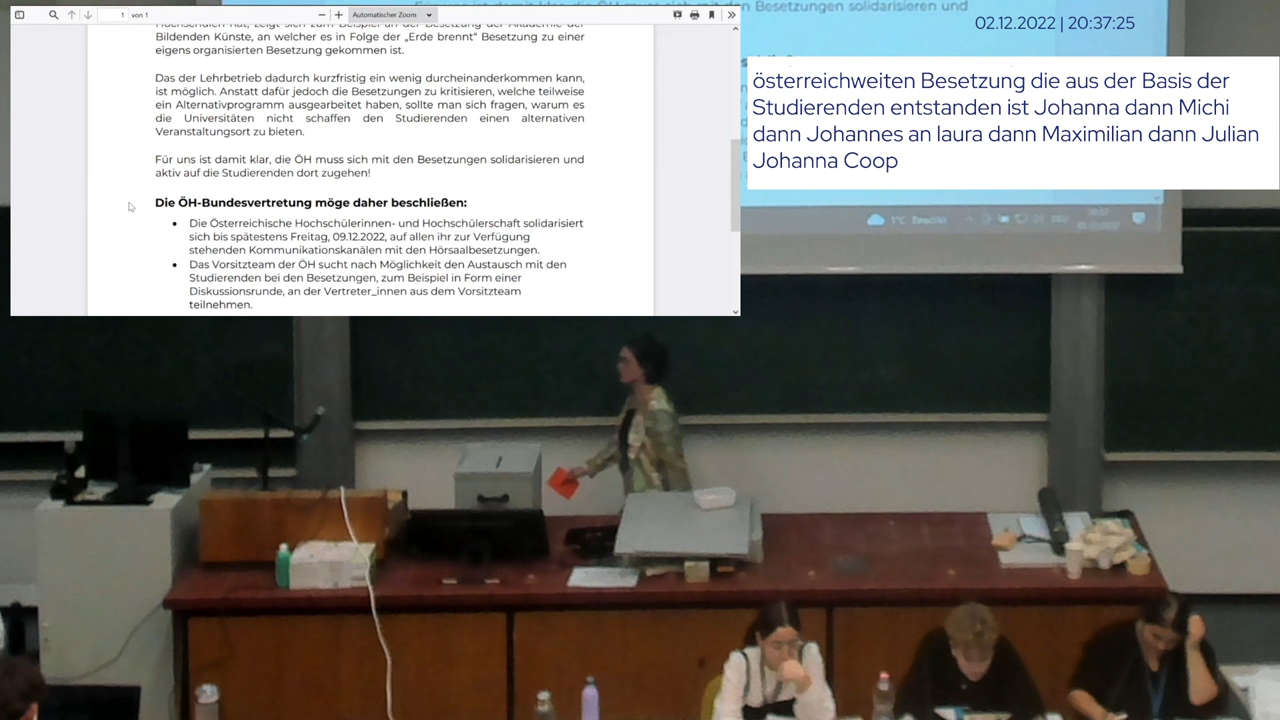 1 von 1
Automatischer Zoom
Hochschulen hat, zeigt sich zum Beispiel an der Besetzung der Akademie der
Bildenden Künste, an welcher es in Folge der „Erde brennt" Besetzung zu einer
eigens organisierten Besetzung gekommen ist.
Das der Lehrbetrieb dadurch kurzfristig ein wenig durcheinanderkommen kann,
ist möglich. Anstatt dafür jedoch die Besetzungen zu kritisieren, welche teilweise
ein Alternativprogramm ausgearbeitet haben, sollte man sich fragen, warum es
die Universitäten nicht schaffen den Studierenden einen alternativen
Veranstaltungsort zu bieten.
Für uns ist damit klar, die ÖH muss sich mit den Besetzungen solidarisieren und
aktiv auf die Studierenden dort zugehen!
Die ÖH-Bundesvertretung möge daher beschließen:
• Die Österreichische Hochschülerinnen- und Hochschülerschaft solidarisiert
sich bis spätestens Freitag, 09.12.2022, auf allen ihr zur Verfügung
stehenden Kommunikationskanälen mit den Hörsaalbesetzungen.
• Das Vorsitzteam der ÖH sucht nach Möglichkeit den Austausch mit den
Studierenden bei den Besetzungen, zum Beispiel in Form einer
Diskussionsrunde, an der Vertreter_innen aus dem Vorsitzteam
teilnehmen.
den Besetzungen solidarisieren und
02.12.2022 | 20:37:25
österreichweiten Besetzung die aus der Basis der
Studierenden entstanden ist Johanna dann Michi
dann Johannes an laura dann Maximilian dann Julian
Johanna Coop
1°C